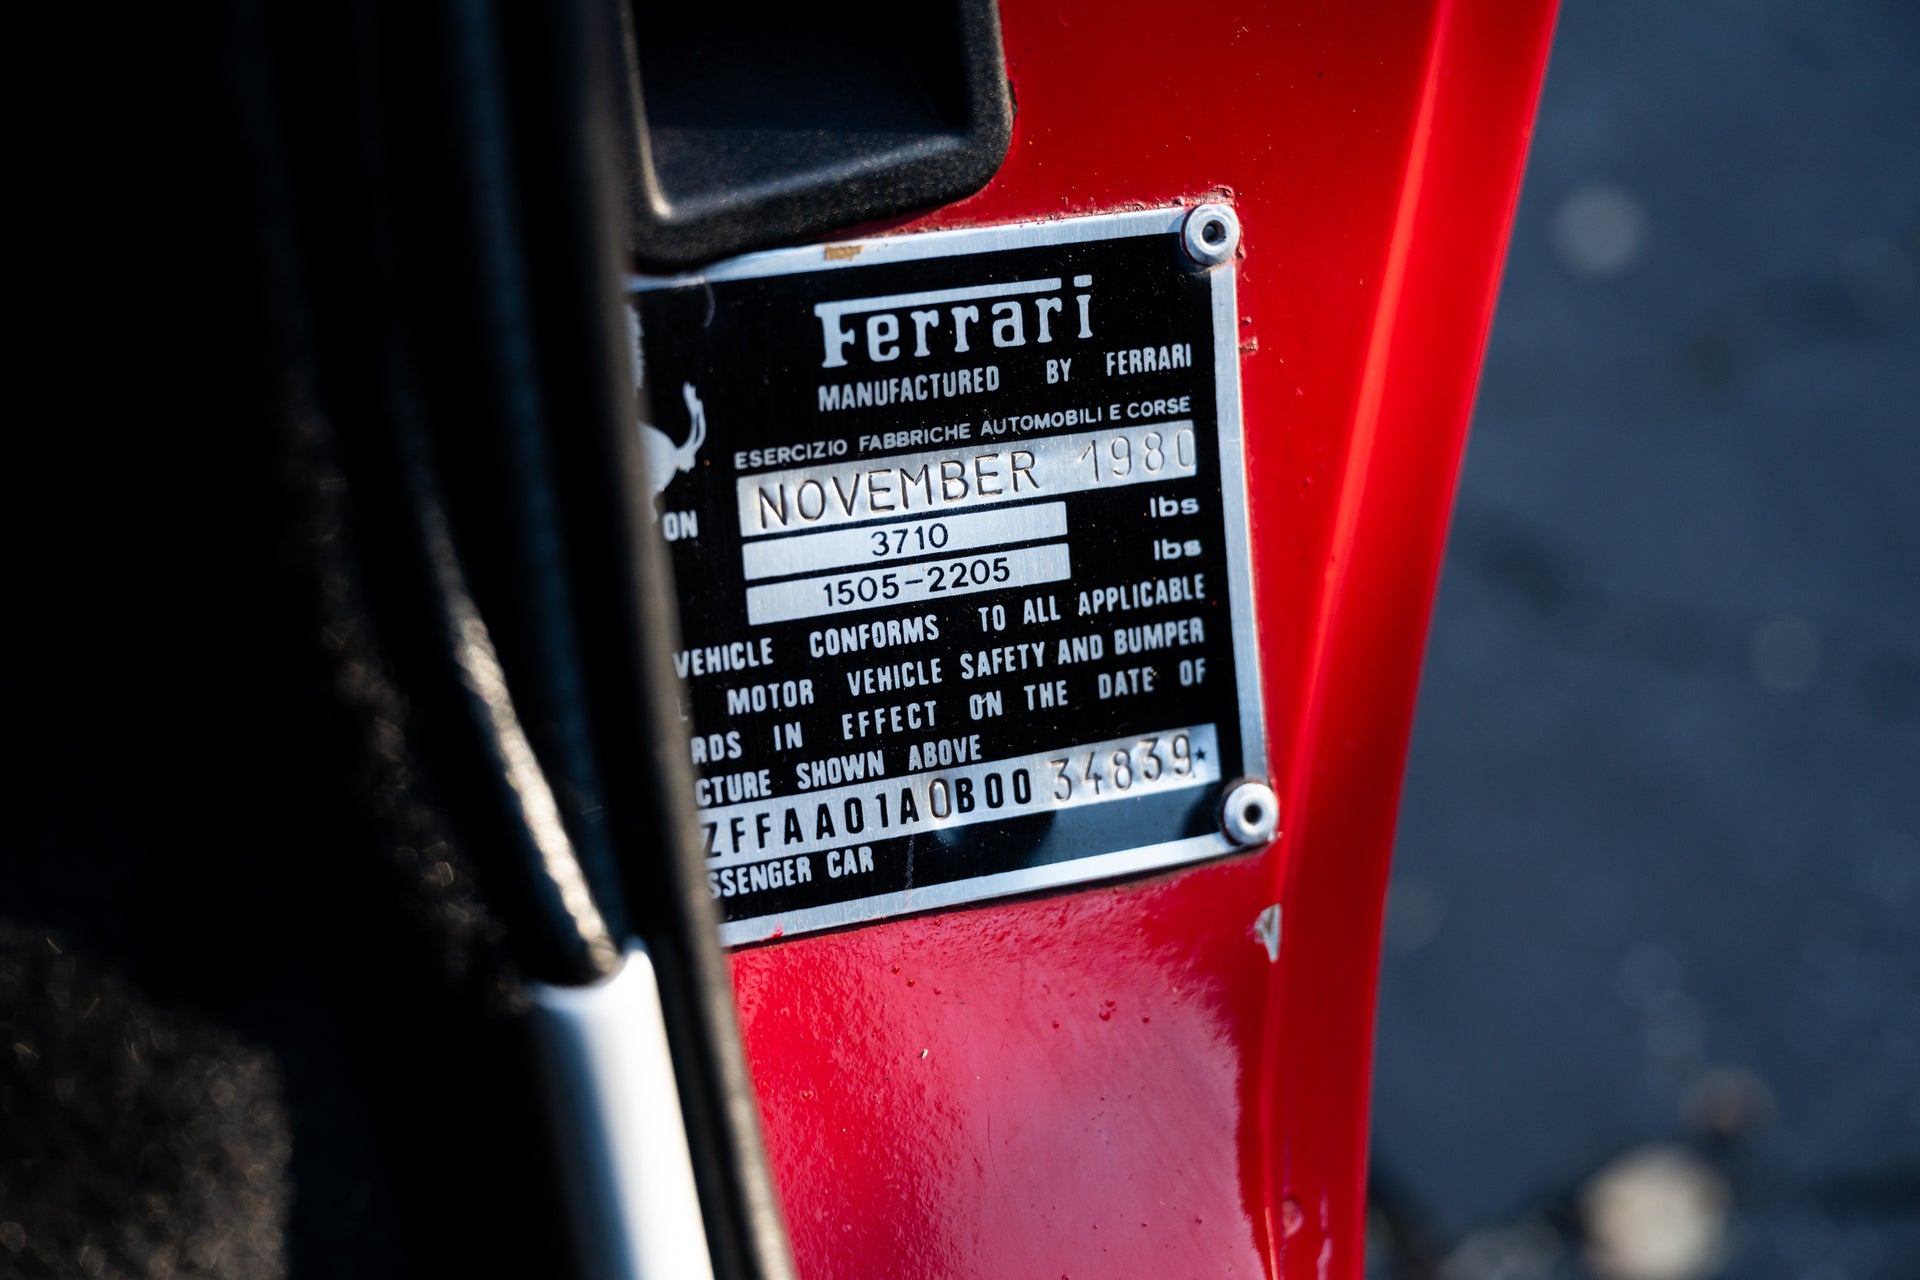 Ferrari
MANUFACTURED BY FERRARI
ESERCIZIO FABBRICHE AUTOMOBILI E CORSE
ON NOVEMBER 1980
3710 lbs
1505-2205 lbs
VEHICLE CONFORMS TO ALL APPLICABLE
L MOTOR VEHICLE SAFETY AND BUMPER
RDS IN EFFECT ON THE DATE OF
CTURE SHOWN ABOVE
ZFFAA01A0B0034839*
SSENGER CAR